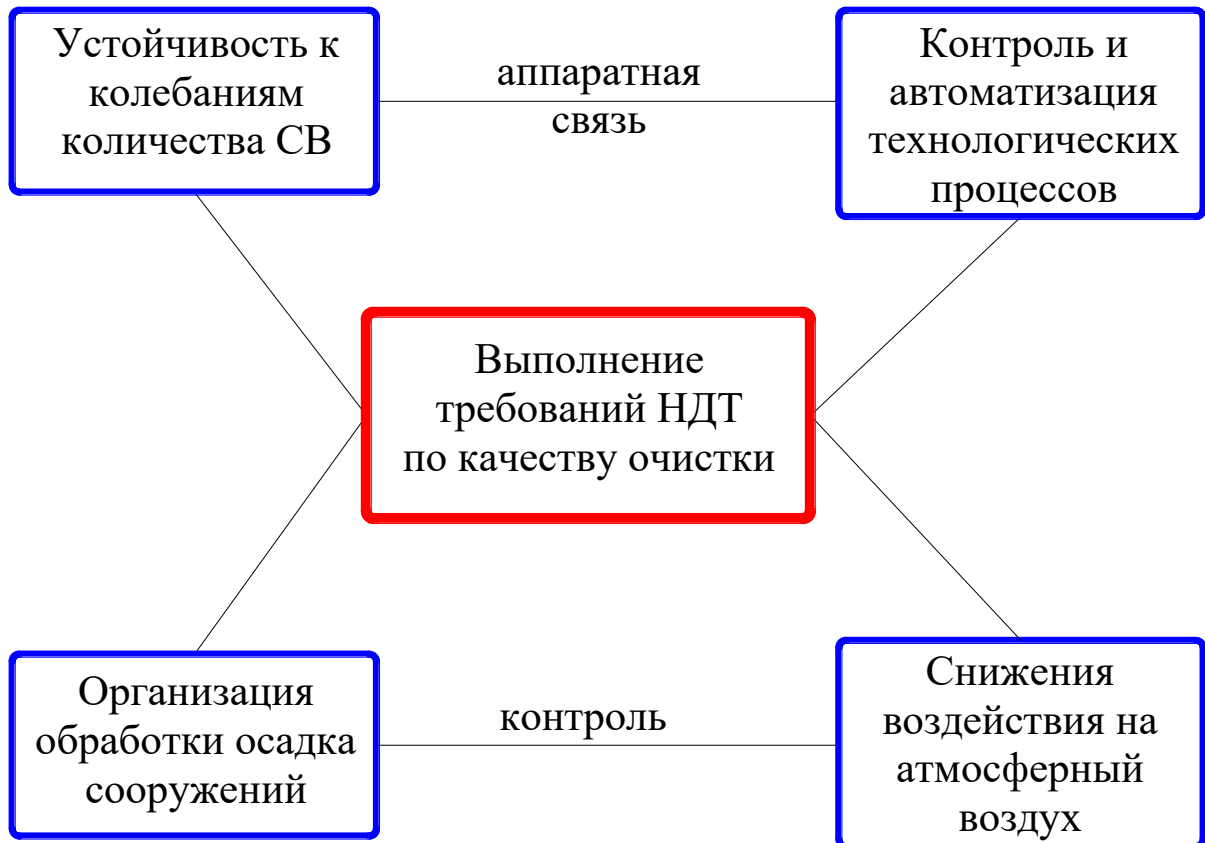 Устойчивость к
колебаниям
количества СВ
аппаратная
связь
Контроль и
автоматизация
технологических
процессов
Выполнение
требований НДТ
по качеству очистки
Организация
обработки осадка
сооружений
контроль
Снижения
воздействия на
атмосферный
воздух